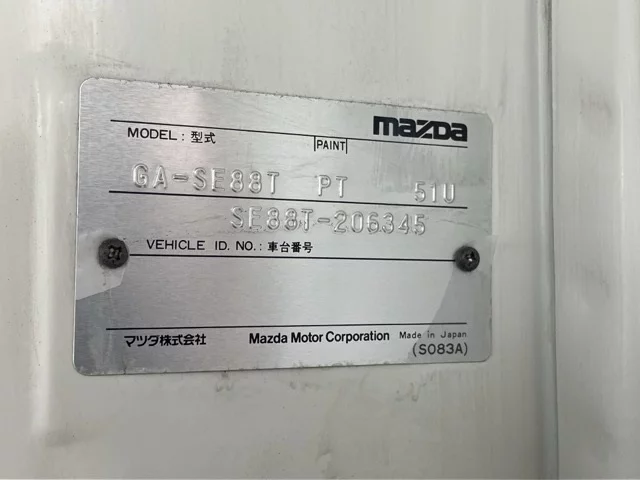 mazda
MODEL : 型式 PAINT
GA-SE88T PT 51U
SE88T-206345
VEHICLE ID. NO. : 車台番号
マツダ株式会社 Mazda Motor Corporation Made in Japan
(S083A)